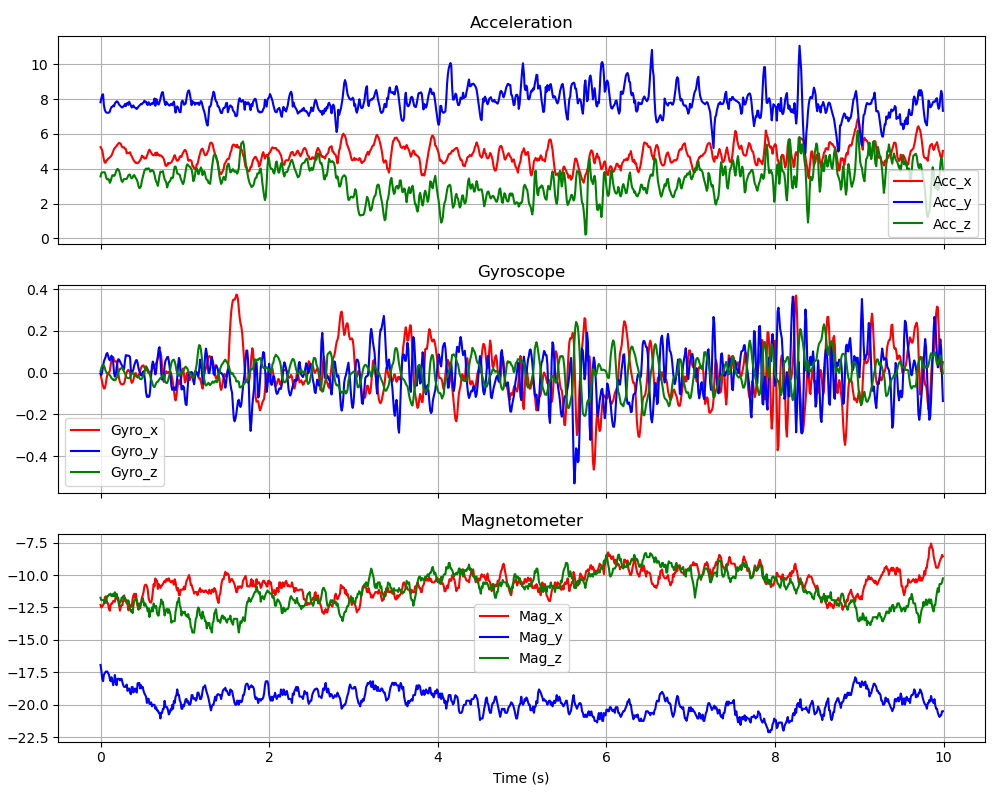 Acceleration
10
8
6
4
2
0
Acc_x
Acc_y
Acc_z
Gyroscope
0.4
0.2
0.0
−0.2
−0.4
Gyro_x
Gyro_y
Gyro_z
Magnetometer
−7.5
−10.0
−12.5
−15.0
−17.5
−20.0
−22.5
Mag_x
Mag_y
Mag_z
0 2 4 6 8 10
Time (s)